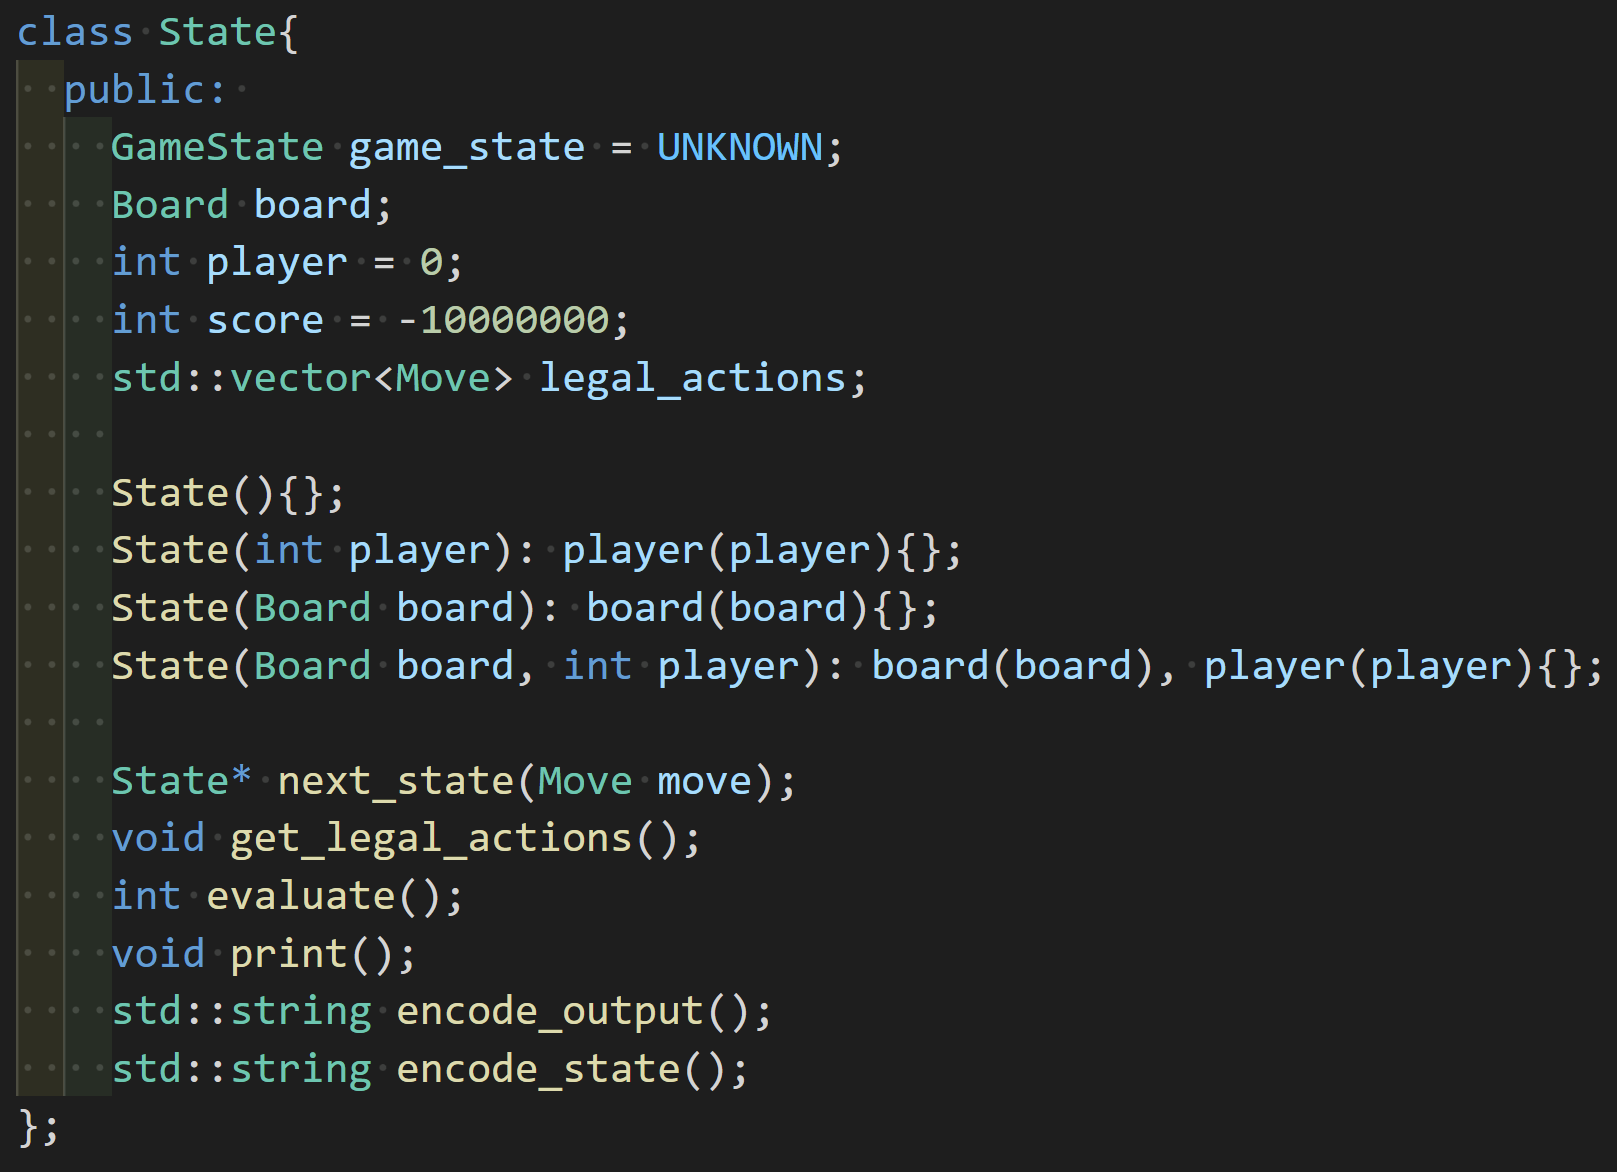 class State{
  public: 
    GameState game_state = UNKNOWN;
    Board board;
    int player = 0;
    int score = -10000000;
    std::vector<Move> legal_actions;
    
    State(){};
    State(int player): player(player){};
    State(Board board): board(board){};
    State(Board board, int player): board(board), player(player){};
    
    State* next_state(Move move);
    void get_legal_actions();
    int evaluate();
    void print();
    std::string encode_output();
    std::string encode_state();
};